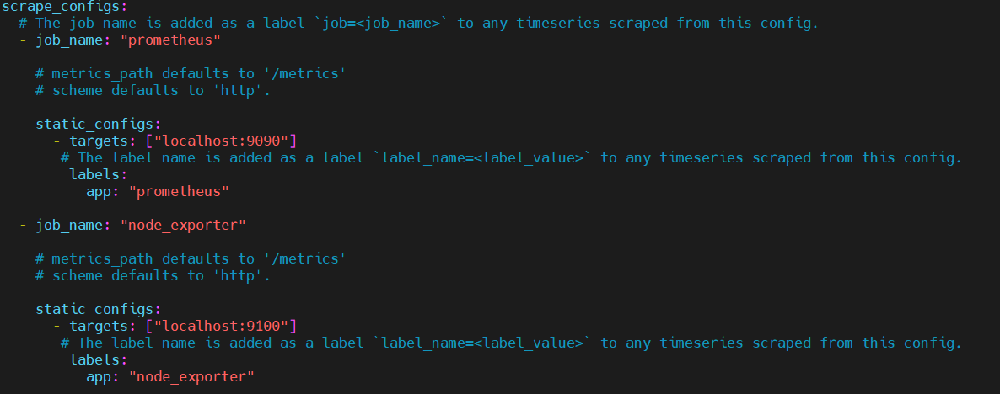 scrape_configs:
  # The job name is added as a label `job=<job_name>` to any timeseries scraped from this config.
  - job_name: "prometheus"

    # metrics_path defaults to '/metrics'
    # scheme defaults to 'http'.

    static_configs:
      - targets: ["localhost:9090"]
       # The label name is added as a label `label_name=<label_value>` to any timeseries scraped from this config.
        labels:
          app: "prometheus"

  - job_name: "node_exporter"

    # metrics_path defaults to '/metrics'
    # scheme defaults to 'http'.

    static_configs:
      - targets: ["localhost:9100"]
       # The label name is added as a label `label_name=<label_value>` to any timeseries scraped from this config.
        labels:
          app: "node_exporter"